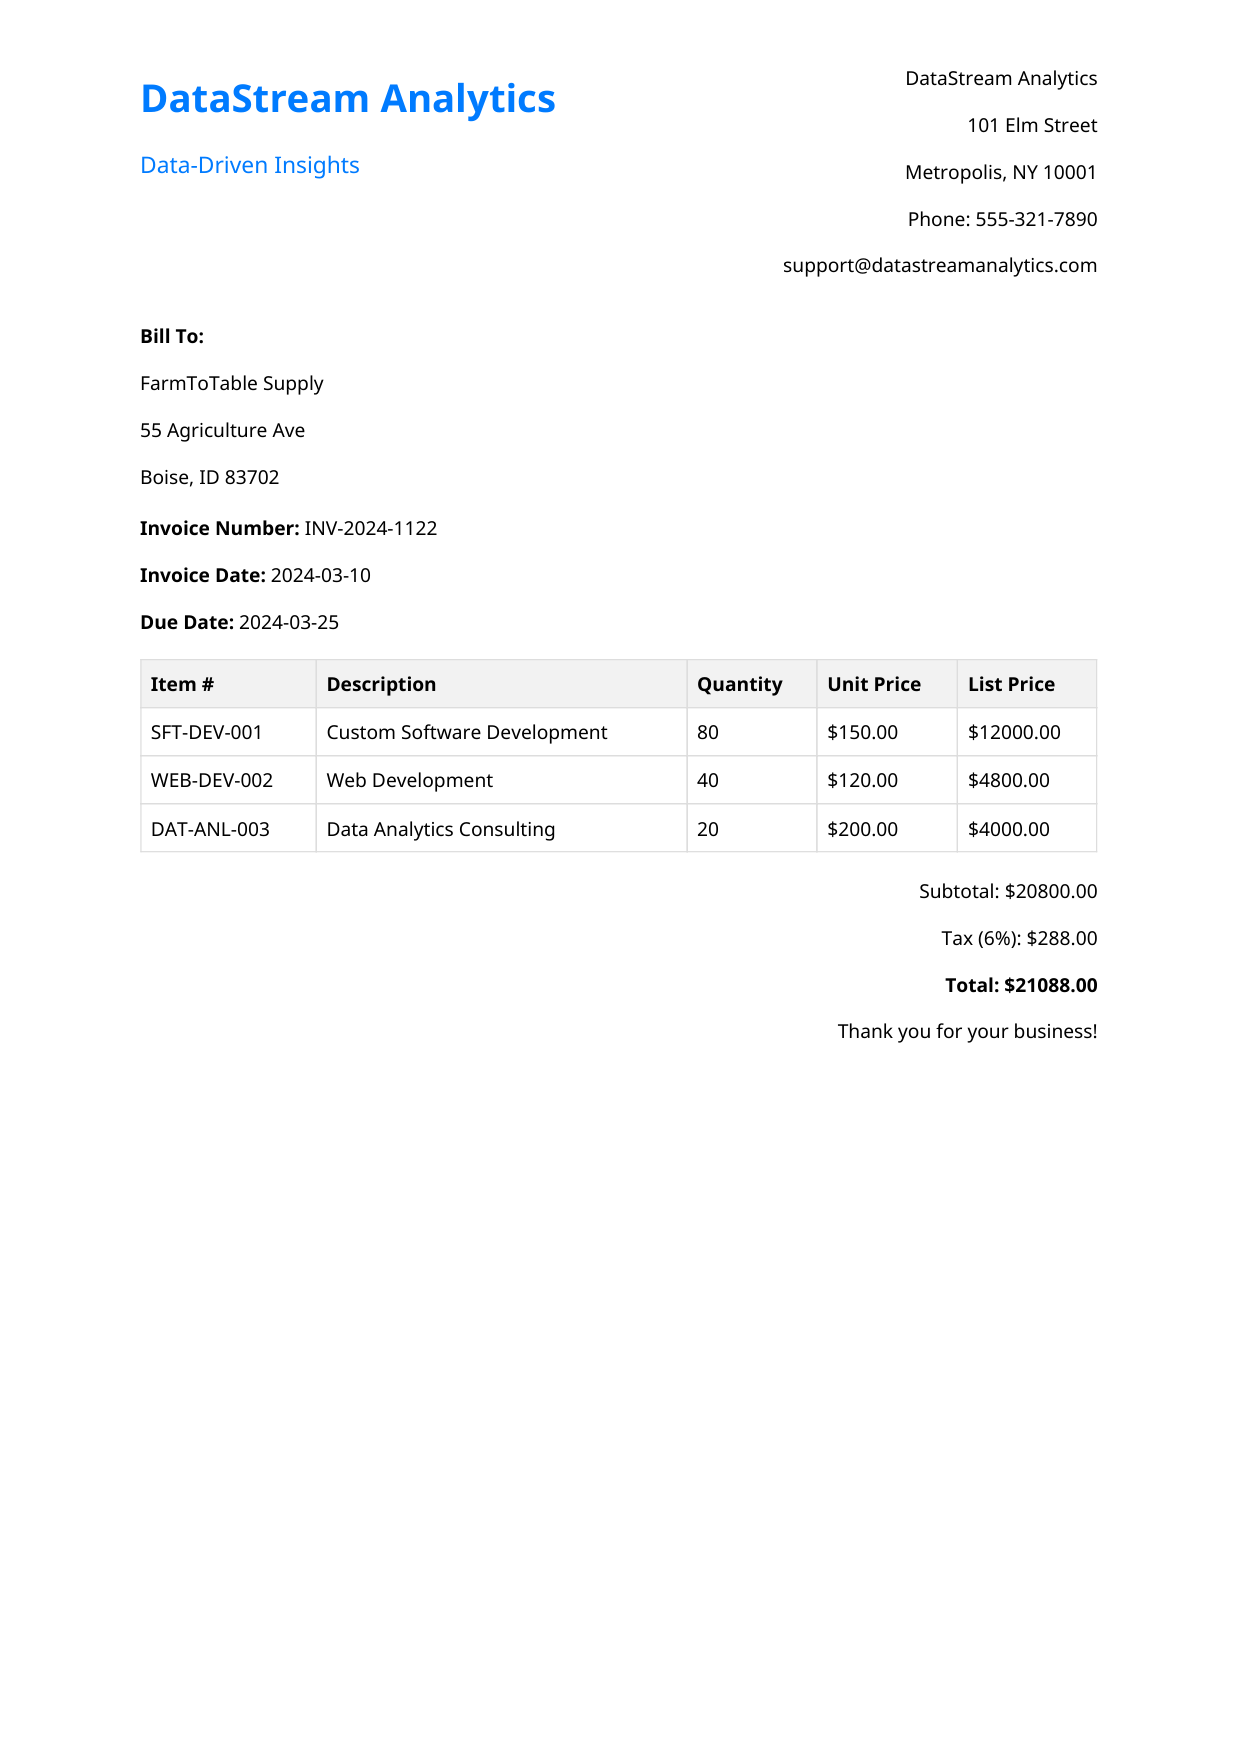 DataStream Analytics
Data-Driven Insights
DataStream Analytics
101 Elm Street
Metropolis, NY 10001
Phone: 555-321-7890
support@datastreamanalytics.com
Bill To:
FarmToTable Supply
55 Agriculture Ave
Boise, ID 83702
Invoice Number: INV-2024-1122
Invoice Date: 2024-03-10
Due Date: 2024-03-25
Item # Description Quantity Unit Price List Price
SFT-DEV-001 Custom Software Development 80 $150.00 $12000.00
WEB-DEV-002 Web Development 40 $120.00 $4800.00
DAT-ANL-003 Data Analytics Consulting 20 $200.00 $4000.00
Subtotal: $20800.00
Tax (6%): $288.00
Total: $21088.00
Thank you for your business!